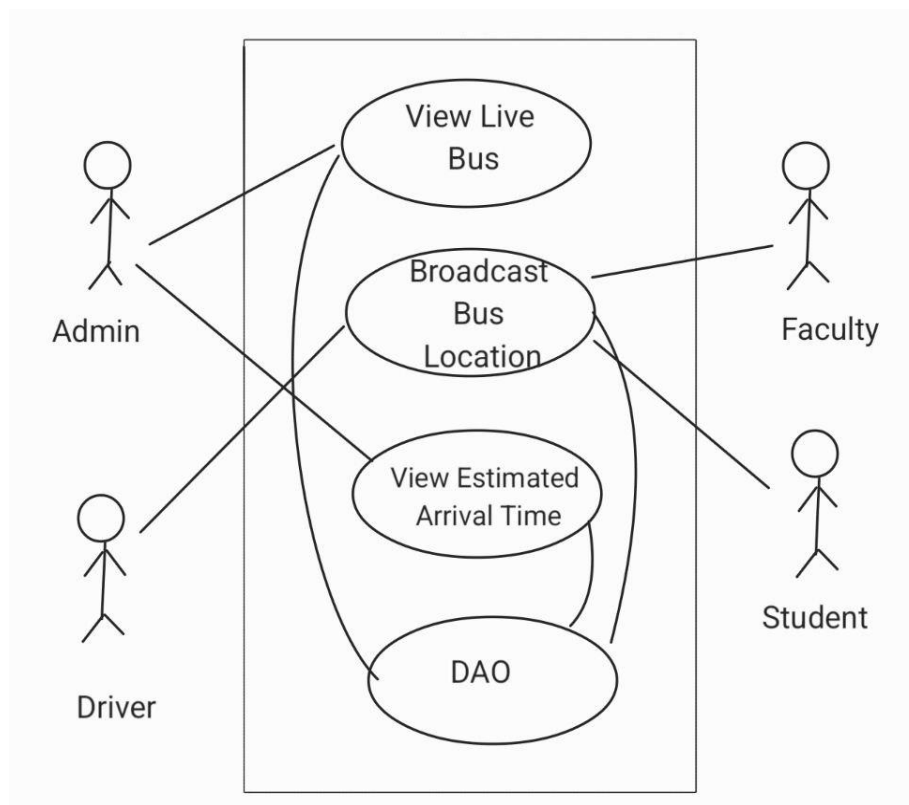 View Live
Bus
Admin
Broadcast
Bus
Location
Faculty
View Estimated
Arrival Time
Driver
DAO
Student